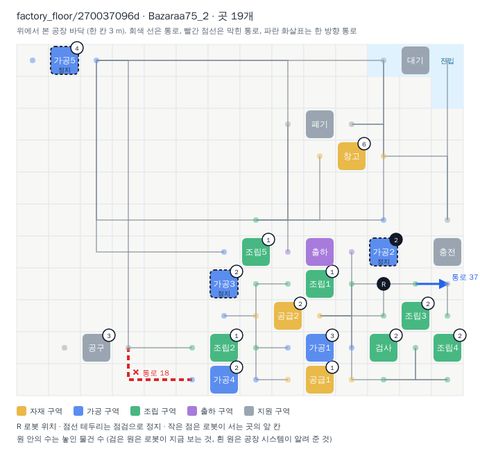 factory_floor/270037096d · Bazaraa75_2 · 곳 19개
위에서 본 공장 바닥 (한 칸 3 m). 회색 선은 통로, 빨간 점선은 막힌 통로, 파란 화살표는 한 방향 통로
4
가공5
정지
대기
진입
폐기
6
창고
1
조립5
출하
2
가공2
정지
충전
2
가공3
정지
1
조립1
R
통로 37
2
공급2
2
조립3
3
공구
1
조립2
3
가공1
2
검사
2
조립4
✕ 통로 18
2
가공4
1
공급1
자재 구역
가공 구역
조립 구역
출하 구역
지원 구역
R 로봇 위치 · 점선 테두리는 점검으로 정지 · 작은 점은 로봇이 서는 곳의 앞 칸
원 안의 수는 놓인 물건 수 (검은 원은 로봇이 지금 보는 것, 흰 원은 공장 시스템이 알려 준 것)